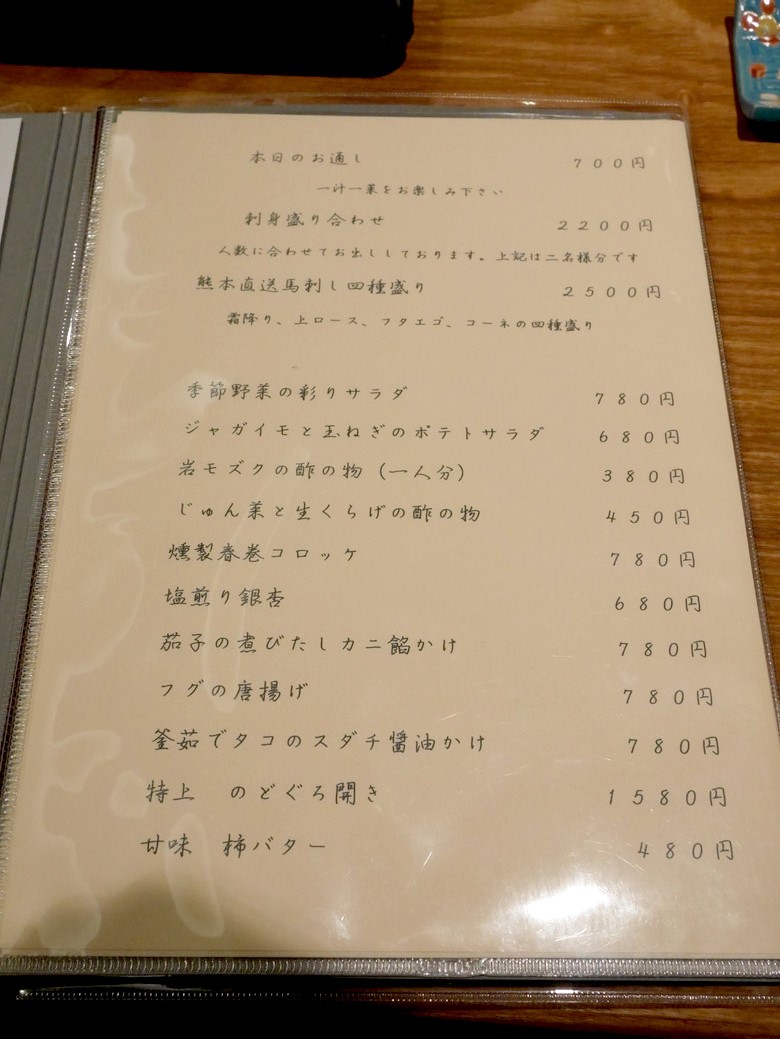 本日のお通し 700円
一汁一菜をお楽しみ下さい
刺身盛り合わせ 2200円
人数に合わせてお出ししております。上記は二名様分です
熊本直送馬刺し四種盛り 2500円
霜降り、上ロース、フタエゴ、コーネの四種盛り
季節野菜の彩りサラダ 780円
ジャガイモと玉ねぎのポテトサラダ 680円
岩モズクの酢の物(一人分) 380円
じゅん菜と生くらげの酢の物 450円
燻製春巻コロッケ 780円
塩煎り銀杏 680円
茄子の煮びたしカニ餡かけ 780円
フグの唐揚げ 780円
釜茹でタコのスダチ醤油かけ 780円
特上 のどぐろ開き 1580円
甘味 柿バター 480円